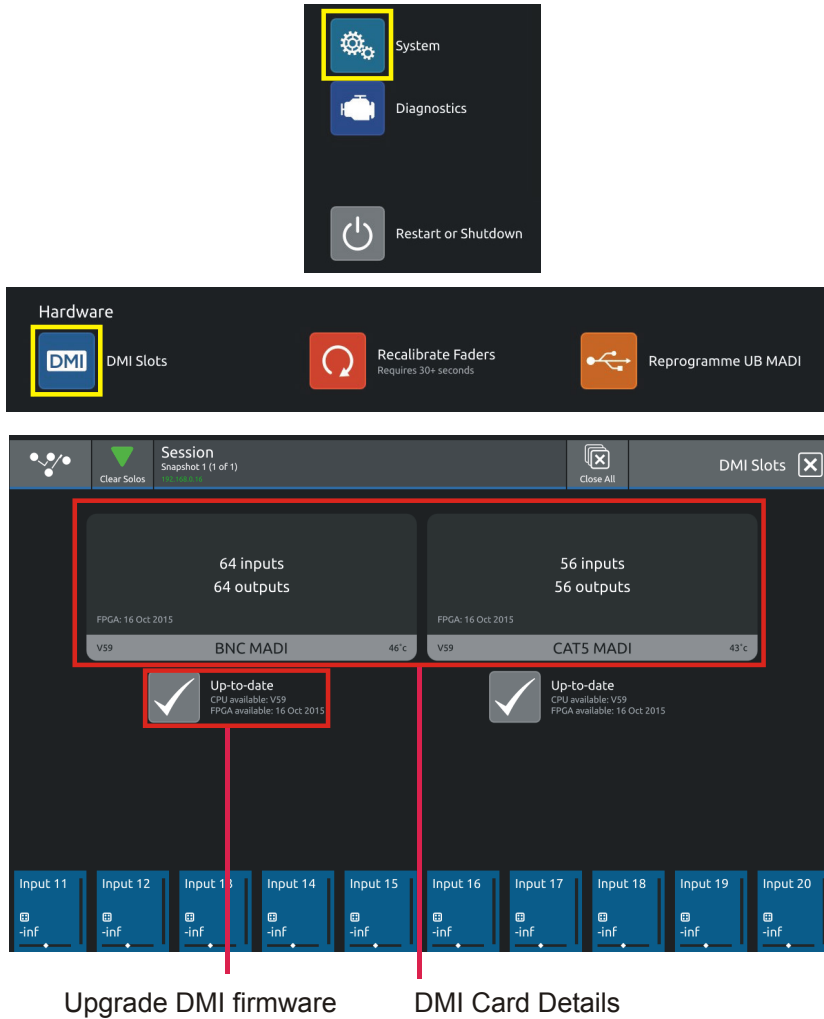 System
Diagnostics
Restart or Shutdown
Hardware
DMI
DMI Slots
Recalibrate Faders
Requires 30+ seconds
Reprogramme UB MADI
Clear Solos
Session
Snapshot 1 (1 of 1)
192.168.0.16
Close All
DMI Slots
64 inputs
64 outputs
FPGA: 16 Oct 2015
V59
BNC MADI
46°c
56 inputs
56 outputs
FPGA: 16 Oct 2015
V59
CAT5 MADI
43°c
Up-to-date
CPU available: V59
FPGA available: 16 Oct 2015
Up-to-date
CPU available: V59
FPGA available: 16 Oct 2015
Input 11
-inf
Input 12
-inf
Input 13
-inf
Input 14
-inf
Input 15
-inf
Input 16
-inf
Input 17
-inf
Input 18
-inf
Input 19
-inf
Input 20
-inf
Upgrade DMI firmware
DMI Card Details